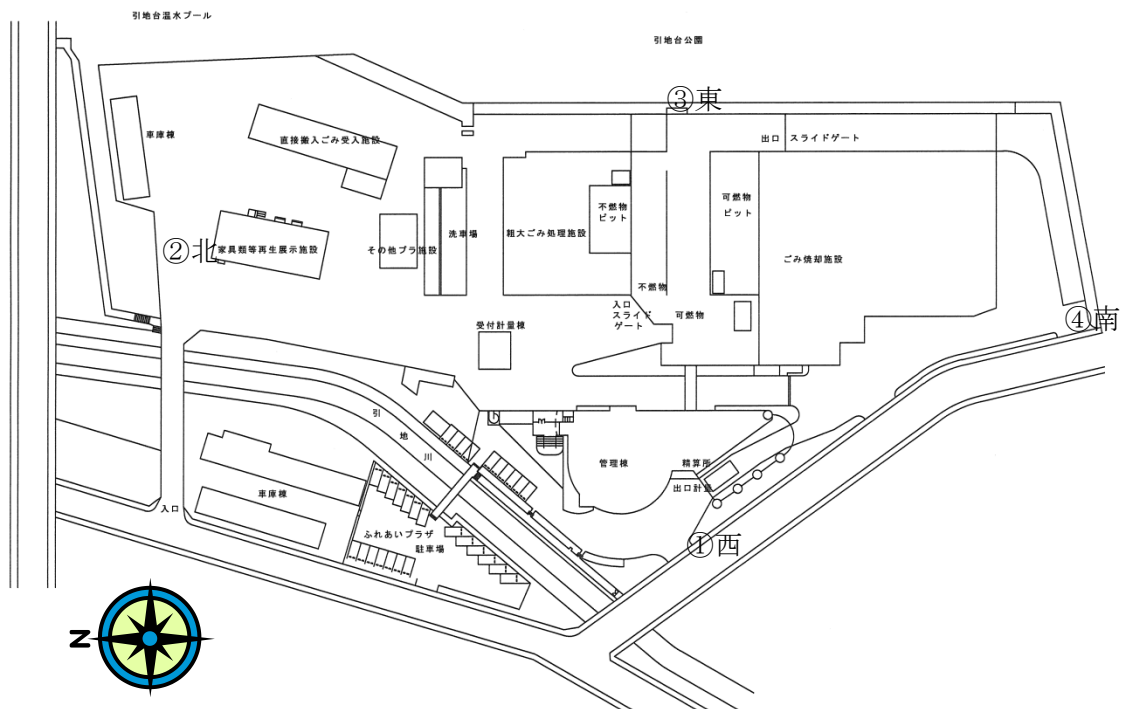 引地台温水プール
引地台公園
③東
車庫棟
直接搬入ごみ受入施設
出口 スライドゲート
不燃物
ピット
可燃物
ピット
②北
家具類等再生展示施設
その他プラ施設
洗車場
粗大ごみ処理施設
ごみ焼却施設
不燃物
入口
スライド
ゲート
可燃物
受付計量棟
④南
引地川
管理棟
精算所
出口計量
車庫棟
入口
ふれあいプラザ
駐車場
①西
N